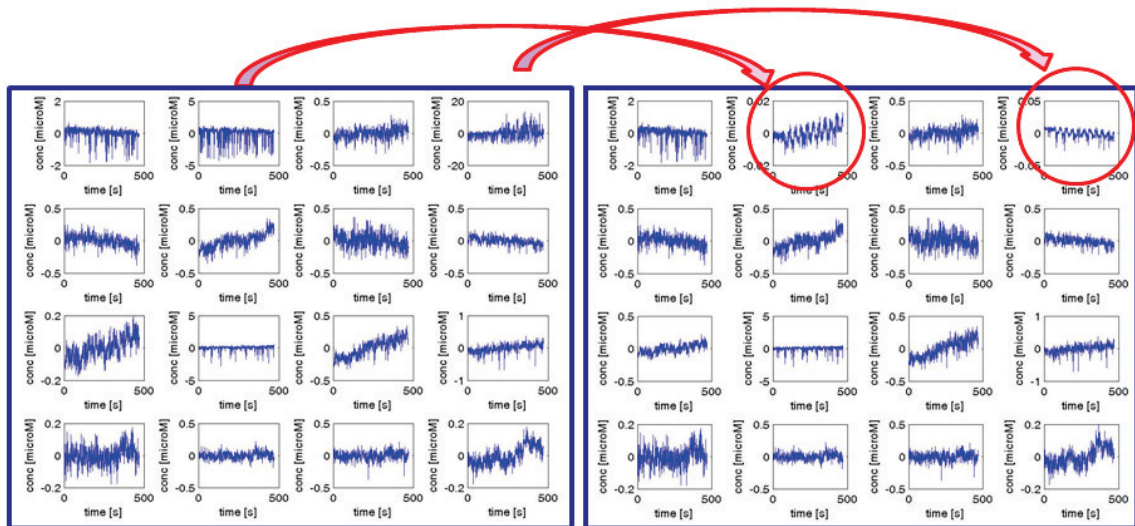 2 5 0.5 20
conc [microM] 0 conc [microM] 0 conc [microM] 0 conc [microM] 0
-2 -5 -0.5 -20
0 500 0 500 0 500 0 500
time [s] time [s] time [s] time [s]
0.5 0.5 0.5 0.5
conc [microM] 0 conc [microM] 0 conc [microM] 0 conc [microM] 0
-0.5 -0.5 -0.5 -0.5
0 500 0 500 0 500 0 500
time [s] time [s] time [s] time [s]
0.2 5 0.5 1
conc [microM] 0 conc [microM] 0 conc [microM] 0 conc [microM] 0
-0.2 -5 -0.5 -1
0 500 0 500 0 500 0 500
time [s] time [s] time [s] time [s]
0.2 0.5 0.5 0.2
conc [microM] 0 conc [microM] 0 conc [microM] 0 conc [microM] 0
-0.2 -0.5 -0.5 -0.2
0 500 0 500 0 500 0 500
time [s] time [s] time [s] time [s]
2 0.02 0.5 0.05
conc [microM] 0 conc [microM] 0 conc [microM] 0 conc [microM] 0
-2 -0.02 -0.5 -0.05
0 500 0 500 0 500 0 500
time [s] time [s] time [s] time [s]
0.5 0.5 0.5 0.5
conc [microM] 0 conc [microM] 0 conc [microM] 0 conc [microM] 0
-0.5 -0.5 -0.5 -0.5
0 500 0 500 0 500 0 500
time [s] time [s] time [s] time [s]
0.5 5 0.5 1
conc [microM] 0 conc [microM] 0 conc [microM] 0 conc [microM] 0
-0.5 -5 -0.5 -1
0 500 0 500 0 500 0 500
time [s] time [s] time [s] time [s]
0.2 0.5 0.5 0.2
conc [microM] 0 conc [microM] 0 conc [microM] 0 conc [microM] 0
-0.2 -0.5 -0.5 -0.2
0 500 0 500 0 500 0 500
time [s] time [s] time [s] time [s]